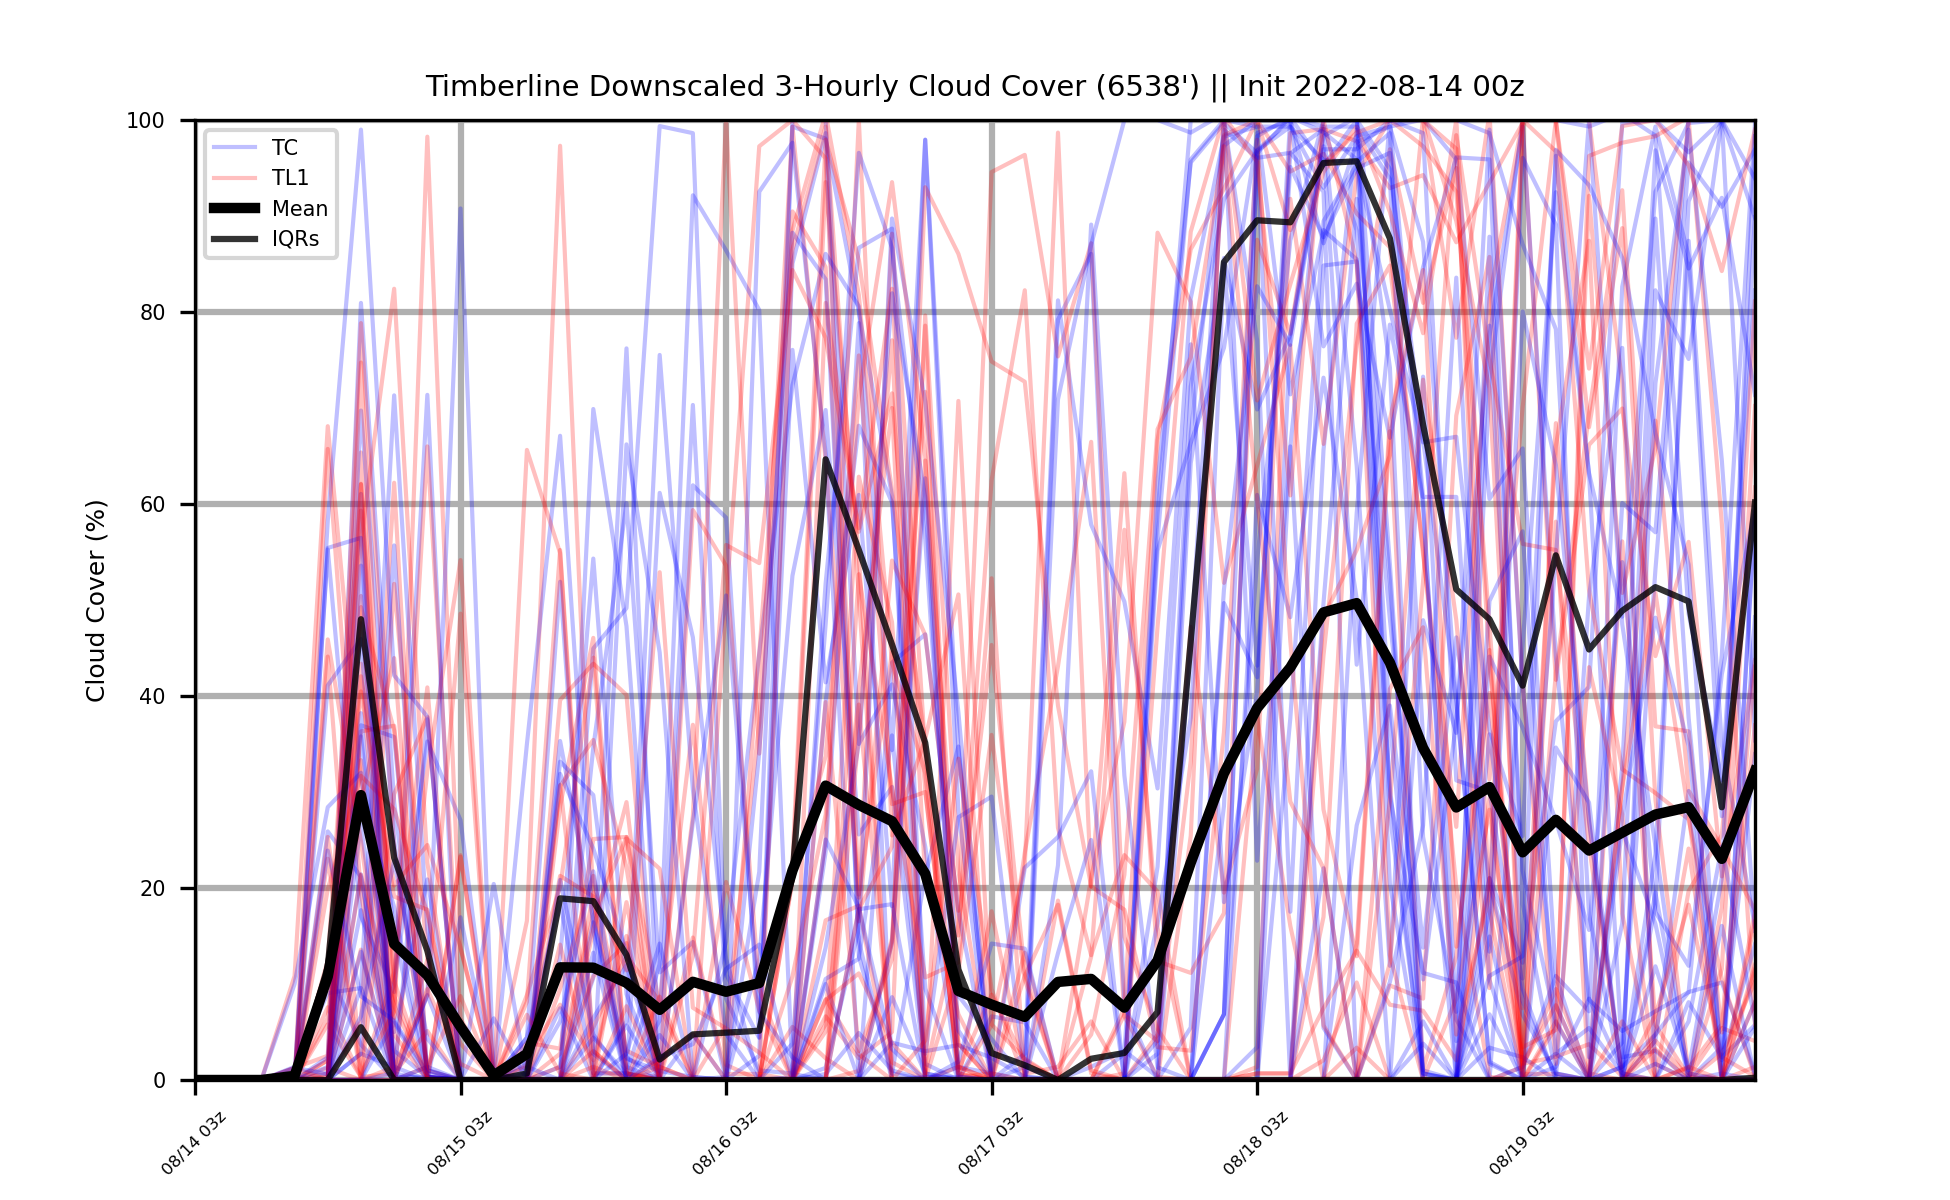 Timberline Downscaled 3-Hourly Cloud Cover (6538') || Init 2022-08-14 00z
100
80
60
40
20
0
Cloud Cover (%)
TC
TL1
Mean
IQRs
08/14 03z
08/15 03z
08/16 03z
08/17 03z
08/18 03z
08/19 03z